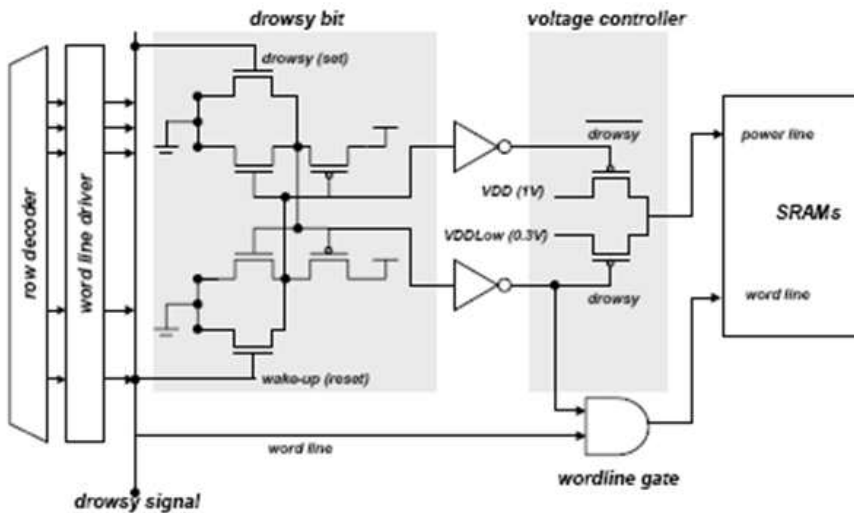 drowsy bit
voltage controller
drowsy (set)
drowsy
power line
VDD (1V)
SRAMs
VDDLow (0.3V)
row decoder
word line driver
word line
drowsy
wake-up (reset)
word line
wordline gate
drowsy signal